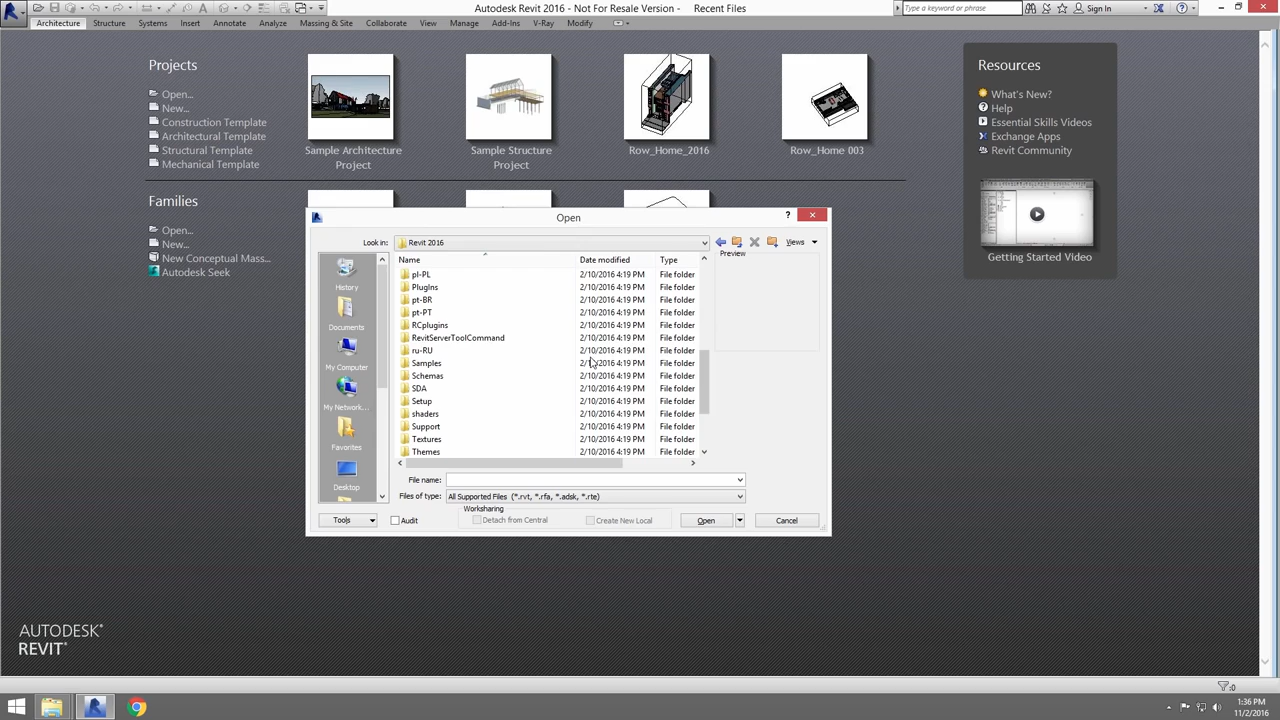 Autodesk Revit 2016 - Not For Resale Version - Recent Files
Type a keyword or phrase
Sign In
Architecture Structure Systems Insert Annotate Analyze Massing & Site Collaborate View Manage Add-Ins V-Ray Modify
Projects
Open...
New...
Construction Template
Architectural Template
Structural Template
Mechanical Template
Sample Architecture
Project
Sample Structure
Project
Row_Home_2016
Row_Home 003
Resources
What's New?
Help
Essential Skills Videos
Exchange Apps
Revit Community
Getting Started Video
Families
Open...
New...
New Conceptual Mass...
Autodesk Seek
Open
Look in: Revit 2016 Views
Name Date modified Type Preview
pl-PL 2/10/2016 4:19 PM File folder
PlugIns 2/10/2016 4:19 PM File folder
pt-BR 2/10/2016 4:19 PM File folder
pt-PT 2/10/2016 4:19 PM File folder
RCplugins 2/10/2016 4:19 PM File folder
RevitServerToolCommand 2/10/2016 4:19 PM File folder
ru-RU 2/10/2016 4:19 PM File folder
Samples 2/10/2016 4:19 PM File folder
Schemas 2/10/2016 4:19 PM File folder
SDA 2/10/2016 4:19 PM File folder
Setup 2/10/2016 4:19 PM File folder
shaders 2/10/2016 4:19 PM File folder
Support 2/10/2016 4:19 PM File folder
Textures 2/10/2016 4:19 PM File folder
Themes 2/10/2016 4:19 PM File folder
History
Documents
My Computer
My Network...
Favorites
Desktop
File name:
Files of type: All Supported Files (*.rvt, *.rfa, *.adsk, *.rte)
Worksharing
Tools Audit Detach from Central Create New Local Open Cancel
AUTODESK®
REVIT®
:0
1:36 PM
11/2/2016